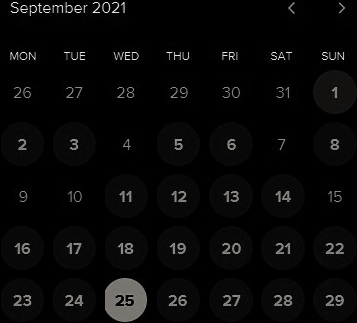 September 2021
MON TUE WED THU FRI SAT SUN
26 27 28 29 30 31 1
2 3 4 5 6 7 8
9 10 11 12 13 14 15
16 17 18 19 20 21 22
23 24 25 26 27 28 29